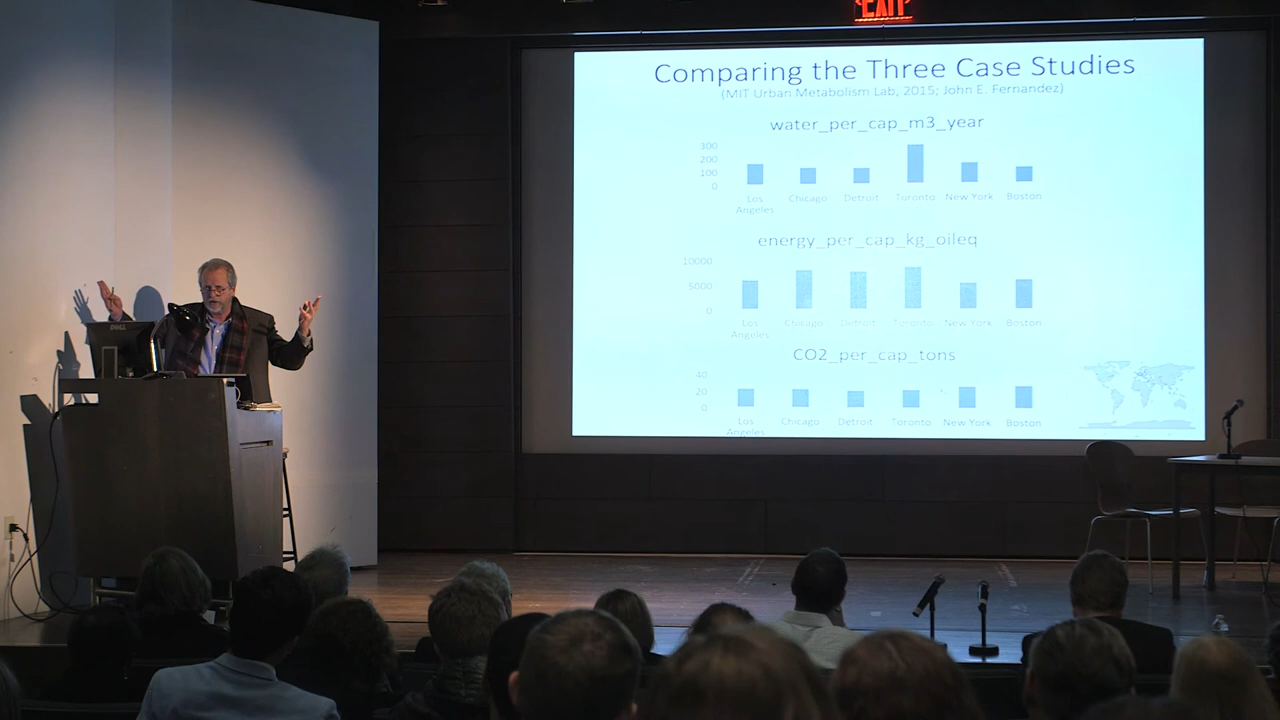 EXIT
Comparing the Three Case Studies
(MIT Urban Metabolism Lab, 2015; John E. Fernandez)
water_per_cap_m3_year
300
200
100
0
Los Angeles
Chicago
Detroit
Toronto
New York
Boston
energy_per_cap_kg_oileq
10000
5000
0
Los Angeles
Chicago
Detroit
Toronto
New York
Boston
CO2_per_cap_tons
40
20
0
Los Angeles
Chicago
Detroit
Toronto
New York
Boston
DELL